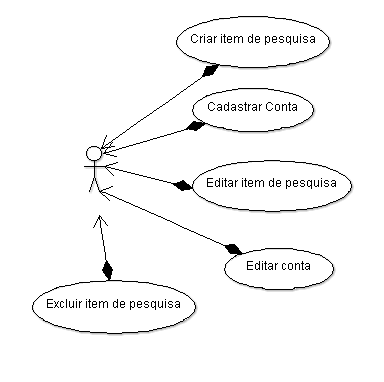 Criar item de pesquisa
Cadastrar Conta
Editar item de pesquisa
Editar conta
Excluir item de pesquisa